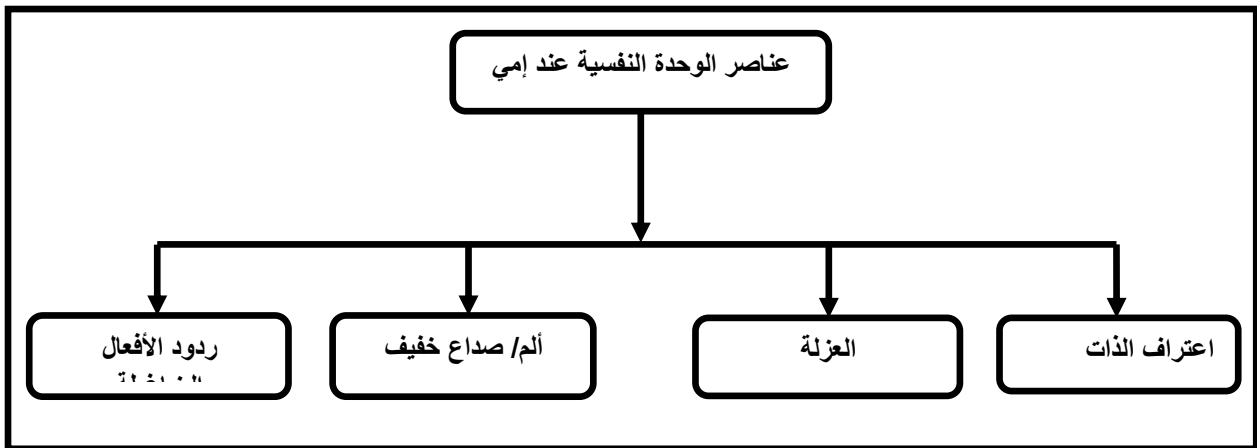 عناصر الوحدة النفسية عند إمي
اعتراف الذات
العزلة
ألم/ صداع خفيف
ردود الأفعال